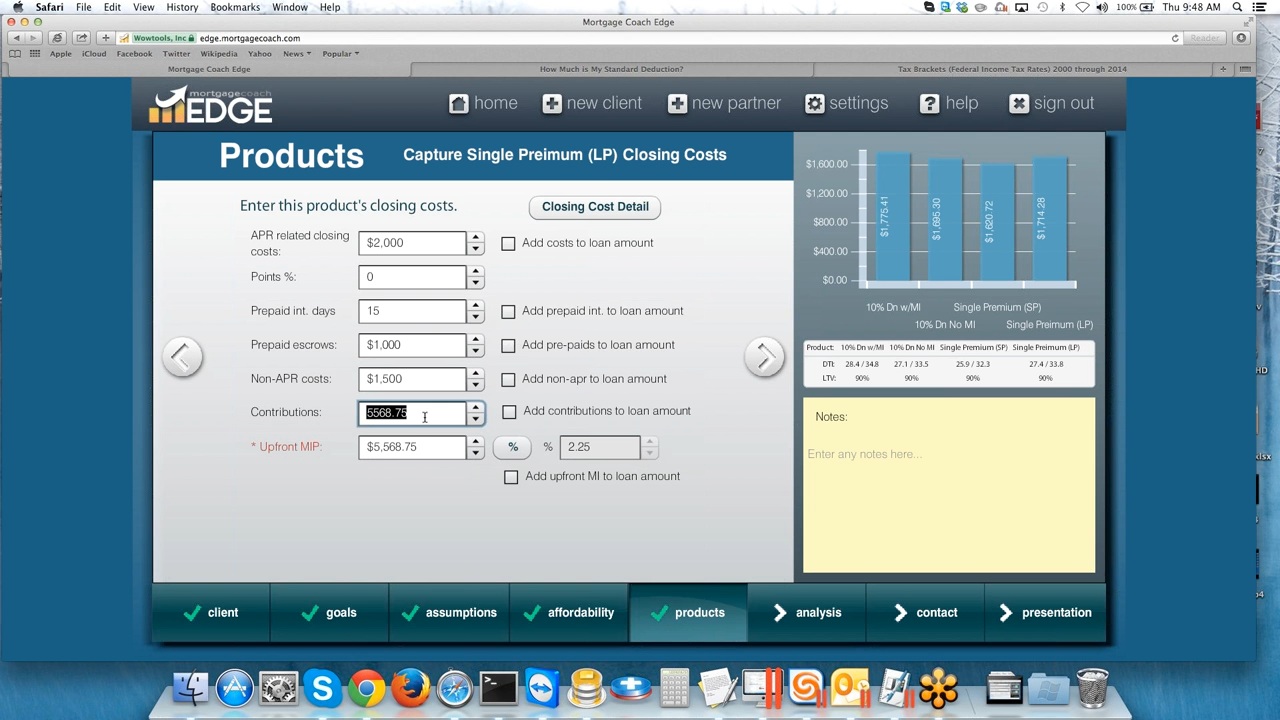 Safari File Edit View History Bookmarks Window Help 100% Thu 9:48 AM
Mortgage Coach Edge
Wowtools, Inc edge.mortgagecoach.com Reader
Apple iCloud Facebook Twitter Wikipedia Yahoo News Popular
Mortgage Coach Edge How Much is My Standard Deduction? Tax Brackets (Federal Income Tax Rates) 2000 through 2014
mortgagecoach
EDGE
home new client new partner settings help sign out
Products Capture Single Preimum (LP) Closing Costs
Enter this product's closing costs. Closing Cost Detail
APR related closing
costs: $2,000 Add costs to loan amount
Points %: 0
Prepaid int. days 15 Add prepaid int. to loan amount
Prepaid escrows: $1,000 Add pre-paids to loan amount
Non-APR costs: $1,500 Add non-apr to loan amount
Contributions: 5568.75 Add contributions to loan amount
* Upfront MIP: $5,568.75 % % 2.25
Add upfront MI to loan amount
$1,600.00
$1,200.00
$800.00
$400.00
$0.00
$1,775.41 $1,695.30 $1,620.72 $1,714.28
10% Dn w/MI Single Premium (SP)
10% Dn No MI Single Preimum (LP)
Product: 10% Dn w/MI 10% Dn No MI Single Premium (SP) Single Preimum (LP)
DTI: 28.4 / 34.8 27.1 / 33.5 25.9 / 32.3 27.4 / 33.8
LTV: 90% 90% 90% 90%
Notes:
Enter any notes here...
client goals assumptions affordability products analysis contact presentation